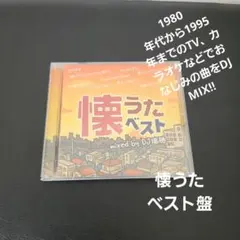 1980
年代から1995
年までのTV、カ
ラオケなどでお
なじみの曲をDJ
MIX!!
懐うた
ベスト
mixed by DJ
懐うた
ベスト盤